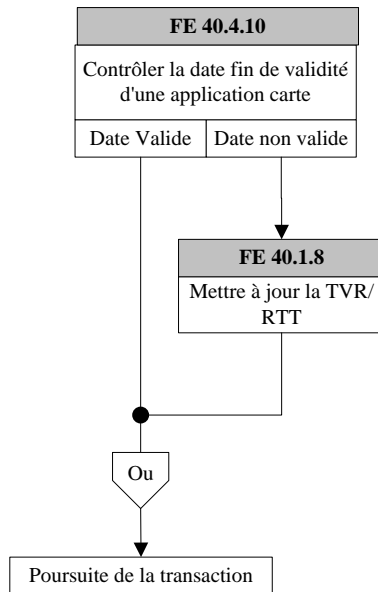 FE 40.4.10
Contrôler la date fin de validité
d'une application carte
Date Valide
Date non valide
FE 40.1.8
Mettre à jour la TVR/
RTT
Ou
Poursuite de la transaction